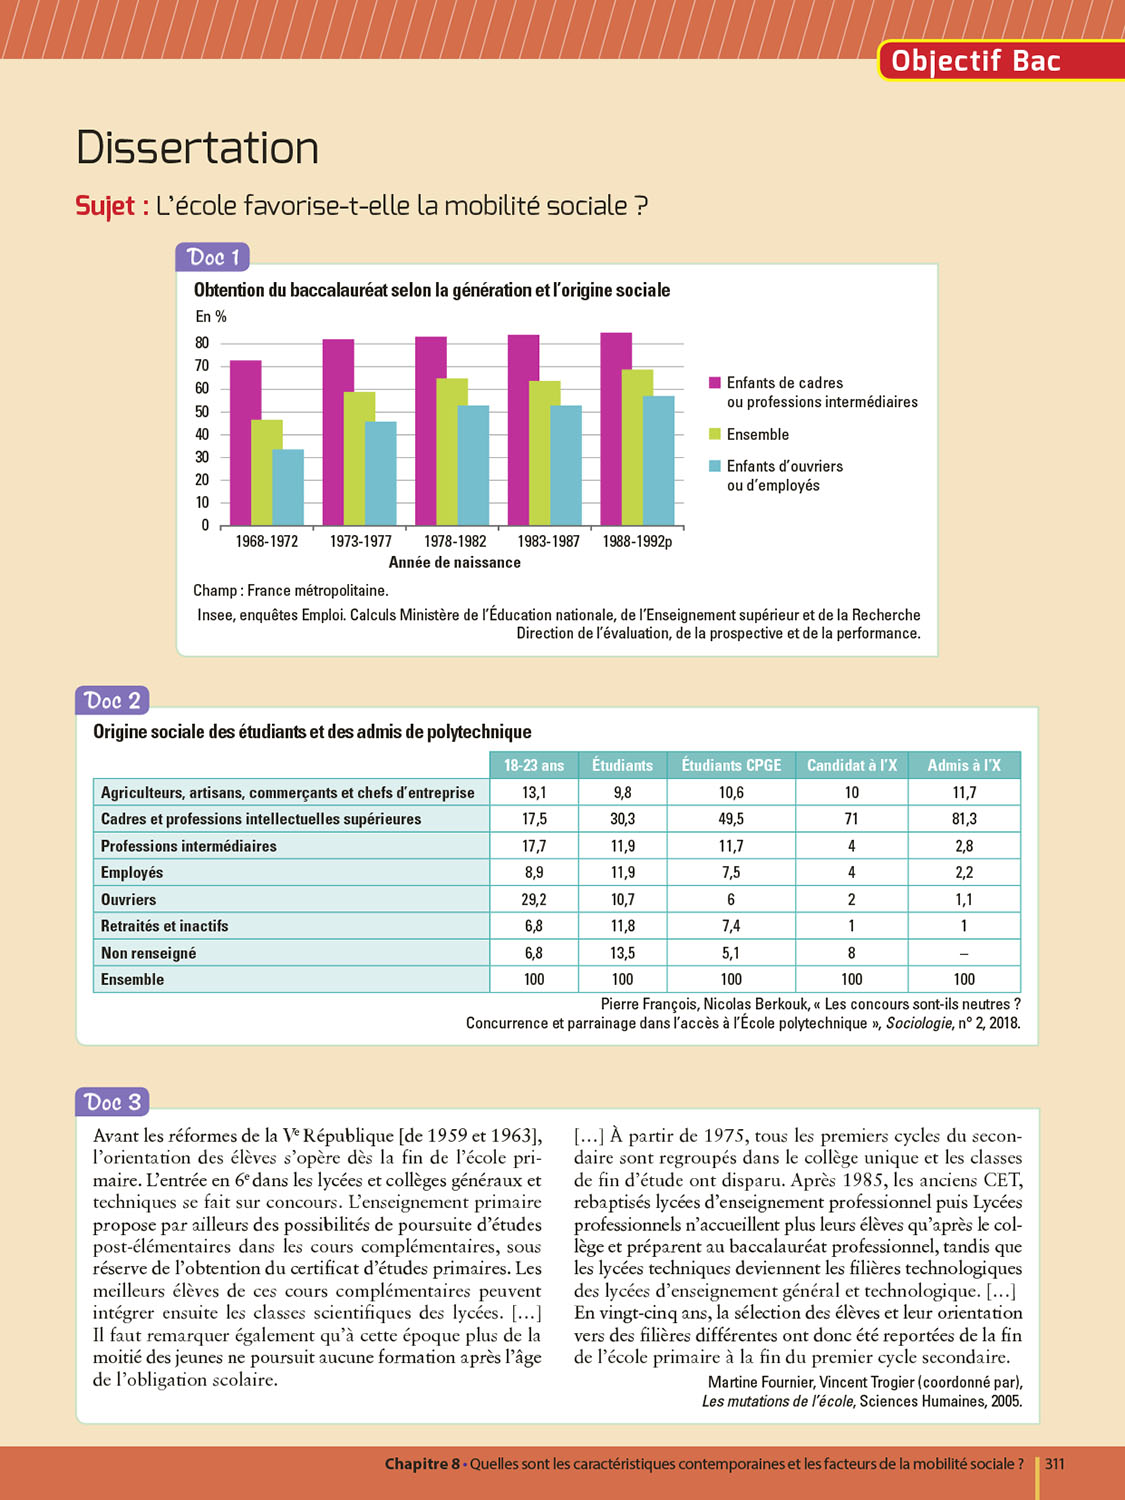 Objectif Bac
Dissertation
Sujet : L'école favorise-t-elle la mobilité sociale ?
Doc 1
Obtention du baccalauréat selon la génération et l'origine sociale
En %
80
70
60
50
40
30
20
10
0
1968-1972 1973-1977 1978-1982 1983-1987 1988-1992p
Année de naissance
Enfants de cadres
ou professions intermédiaires
Ensemble
Enfants d'ouvriers
ou d'employés
Champ : France métropolitaine.
Insee, enquêtes Emploi. Calculs Ministère de l'Éducation nationale, de l'Enseignement supérieur et de la Recherche
Direction de l'évaluation, de la prospective et de la performance.
Doc 2
Origine sociale des étudiants et des admis de polytechnique
18-23 ans Étudiants Étudiants CPGE Candidat à l'X Admis à l'X
Agriculteurs, artisans, commerçants et chefs d'entreprise 13,1 9,8 10,6 10 11,7
Cadres et professions intellectuelles supérieures 17,5 30,3 49,5 71 81,3
Professions intermédiaires 17,7 11,9 11,7 4 2,8
Employés 8,9 11,9 7,5 4 2,2
Ouvriers 29,2 10,7 6 2 1,1
Retraités et inactifs 6,8 11,8 7,4 1 1
Non renseigné 6,8 13,5 5,1 8 –
Ensemble 100 100 100 100 100
Pierre François, Nicolas Berkouk, « Les concours sont-ils neutres ?
Concurrence et parrainage dans l'accès à l'École polytechnique », Sociologie, n° 2, 2018.
Doc 3
Avant les réformes de la Ve République [de 1959 et 1963],
l'orientation des élèves s'opère dès la fin de l'école pri-
maire. L'entrée en 6e dans les lycées et collèges généraux et
techniques se fait sur concours. L'enseignement primaire
propose par ailleurs des possibilités de poursuite d'études
post-élémentaires dans les cours complémentaires, sous
réserve de l'obtention du certificat d'études primaires. Les
meilleurs élèves de ces cours complémentaires peuvent
intégrer ensuite les classes scientifiques des lycées. […]
Il faut remarquer également qu'à cette époque plus de la
moitié des jeunes ne poursuit aucune formation après l'âge
de l'obligation scolaire.
[…] À partir de 1975, tous les premiers cycles du secon-
daire sont regroupés dans le collège unique et les classes
de fin d'étude ont disparu. Après 1985, les anciens CET,
rebaptisés lycées d'enseignement professionnel puis Lycées
professionnels n'accueillent plus leurs élèves qu'après le col-
lège et préparent au baccalauréat professionnel, tandis que
les lycées techniques deviennent les filières technologiques
des lycées d'enseignement général et technologique. […]
En vingt-cinq ans, la sélection des élèves et leur orientation
vers des filières différentes ont donc été reportées de la fin
de l'école primaire à la fin du premier cycle secondaire.
Martine Fournier, Vincent Trogier (coordonné par),
Les mutations de l'école, Sciences Humaines, 2005.
Chapitre 8 • Quelles sont les caractéristiques contemporaines et les facteurs de la mobilité sociale ? 311